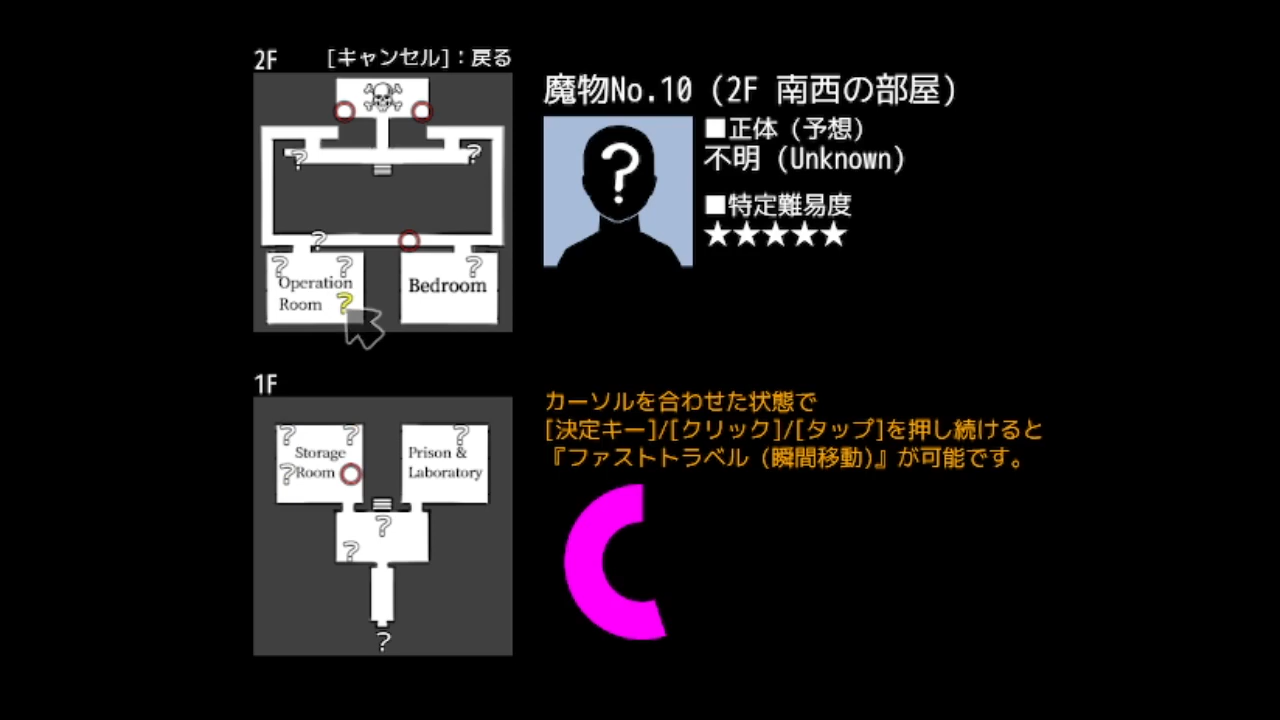 2F [キャンセル]：戻る
? ?
?
? ? ?
Operation
Room ?
Bedroom
魔物No.10 (2F 南西の部屋)
?
■正体 (予想)
不明 (Unknown)
■特定難易度
★★★★★
1F
? ? ?
Storage
?Room
Prison &
Laboratory
?
?
?
カーソルを合わせた状態で
[決定キー]/[クリック]/[タップ]を押し続けると
『ファストトラベル (瞬間移動)』が可能です。